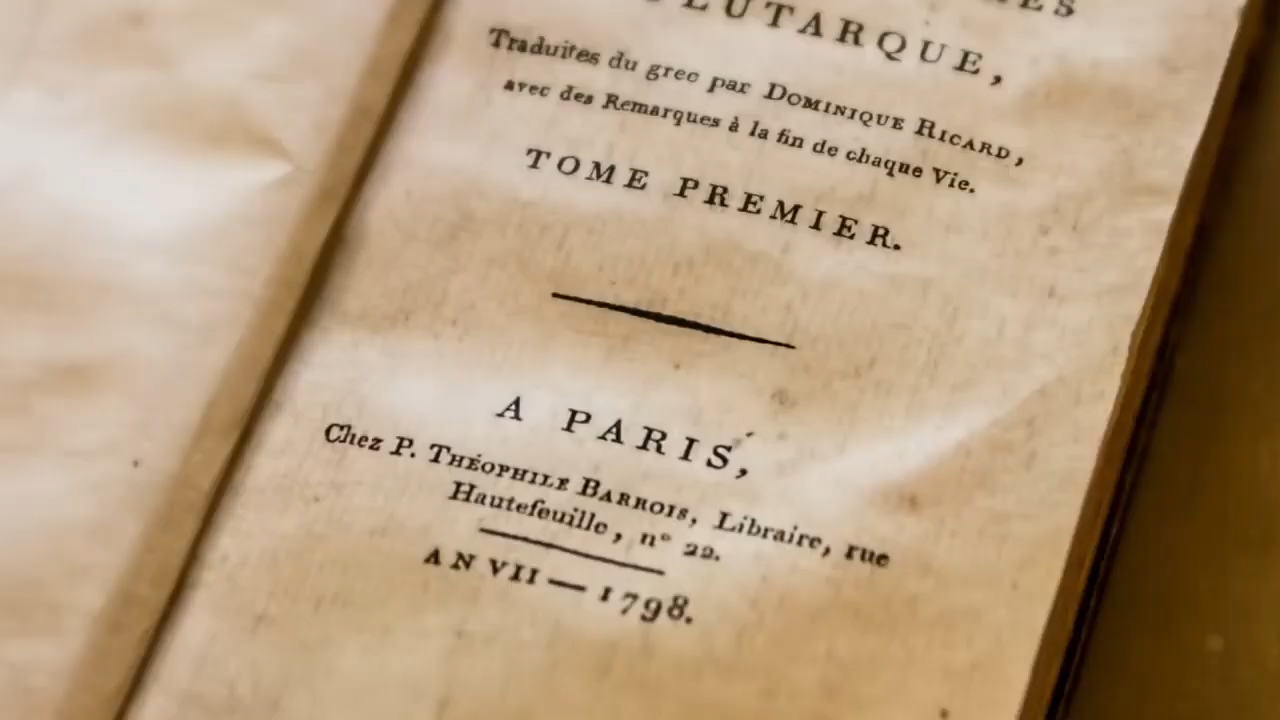 PLUTARQUE,
Traduites du grec par DOMINIQUE RICARD,
avec des Remarques à la fin de chaque Vie.
TOME PREMIER.
A PARIS,
Chez P. THÉOPHILE BARROIS, Libraire, rue
Hautefeuille, n° 22.
AN VII — 1798.